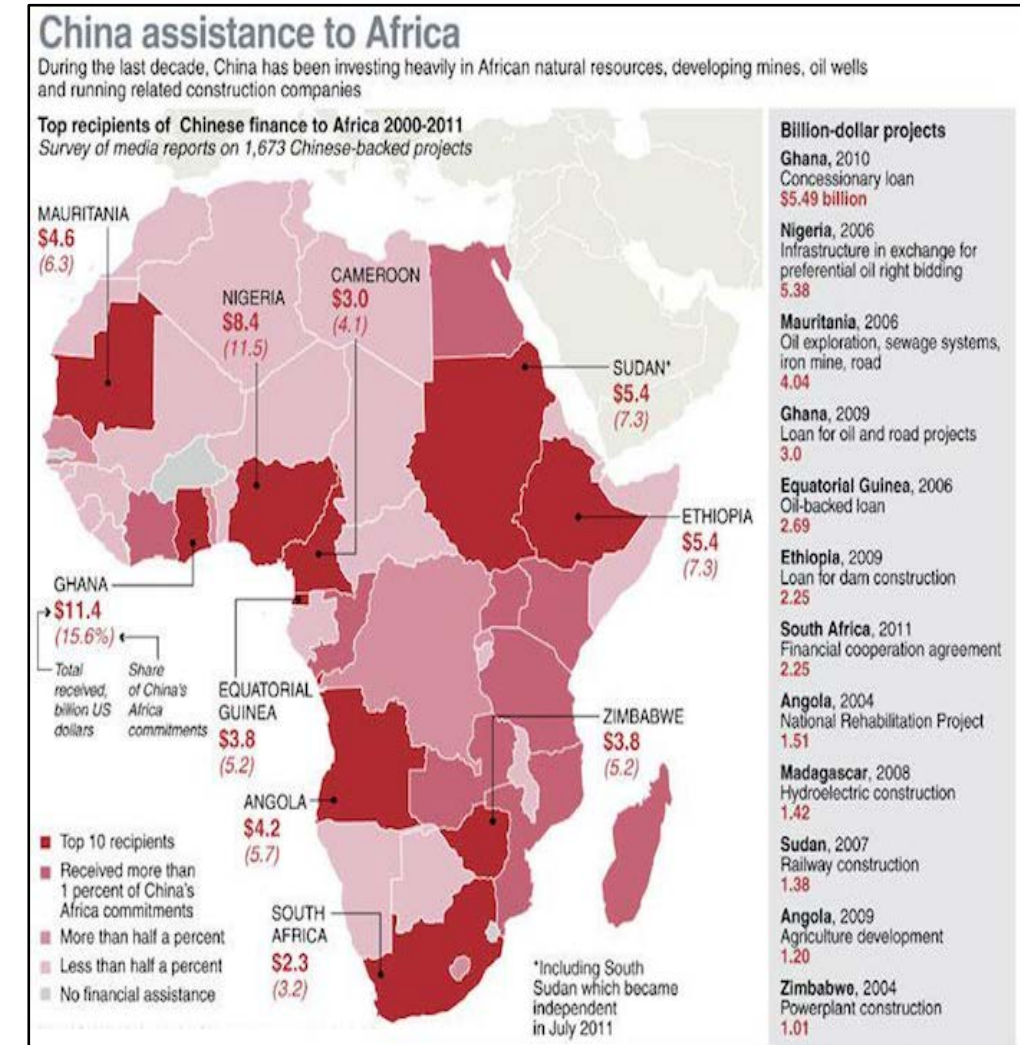 China assistance to Africa
During the last decade, China has been investing heavily in African natural resources, developing mines, oil wells
and running related construction companies
Top recipients of Chinese finance to Africa 2000-2011
Survey of media reports on 1,673 Chinese-backed projects
MAURITANIA
$4.6
(6.3)
NIGERIA
$8.4
(11.5)
CAMEROON
$3.0
(4.1)
SUDAN*
$5.4
(7.3)
ETHIOPIA
$5.4
(7.3)
GHANA
$11.4
(15.6%)
Total
received,
billion US
dollars
Share
of China's
Africa
commitments
EQUATORIAL
GUINEA
$3.8
(5.2)
ZIMBABWE
$3.8
(5.2)
ANGOLA
$4.2
(5.7)
SOUTH
AFRICA
$2.3
(3.2)
Top 10 recipients
Received more than
1 percent of China's
Africa commitments
More than half a percent
Less than half a percent
No financial assistance
*Including South
Sudan which became
independent
in July 2011
Billion-dollar projects
Ghana, 2010
Concessionary loan
$5.49 billion
Nigeria, 2006
Infrastructure in exchange for
preferential oil right bidding
5.38
Mauritania, 2006
Oil exploration, sewage systems,
iron mine, road
4.04
Ghana, 2009
Loan for oil and road projects
3.0
Equatorial Guinea, 2006
Oil-backed loan
2.69
Ethiopia, 2009
Loan for dam construction
2.25
South Africa, 2011
Financial cooperation agreement
2.25
Angola, 2004
National Rehabilitation Project
1.51
Madagascar, 2008
Hydroelectric construction
1.42
Sudan, 2007
Railway construction
1.38
Angola, 2009
Agriculture development
1.20
Zimbabwe, 2004
Powerplant construction
1.01